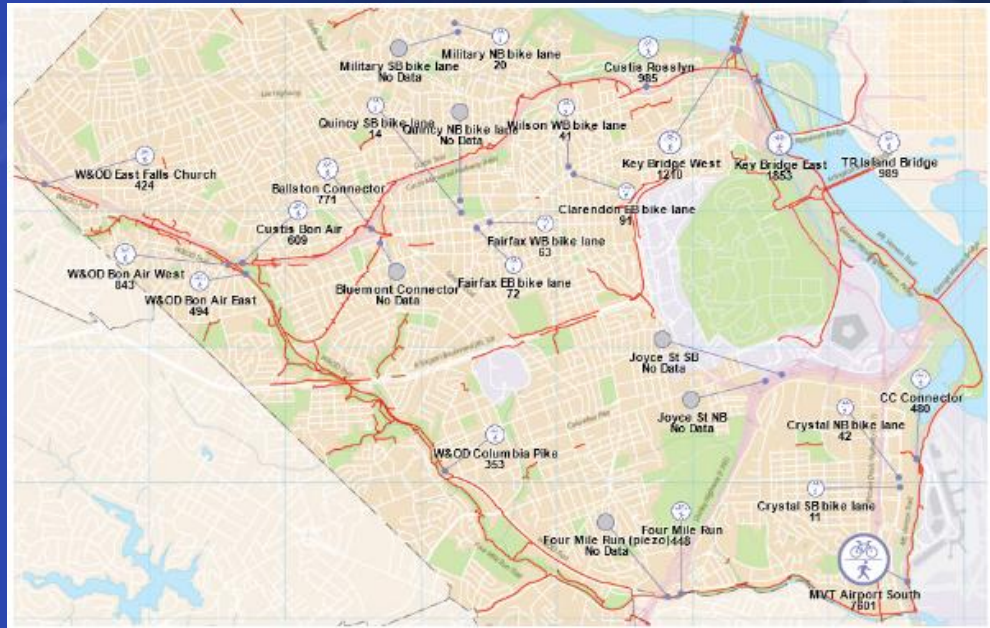 Military NB bike lane
20
Military SB bike lane
No Data
Custis Rosslyn
985
Quincy SB bike lane
14
Quincy NB bike lane
No Data
Wilson WB bike lane
41
Key Bridge West
1210
Key Bridge East
1853
TR Island Bridge
989
W&OD East Falls Church
424
Ballston Connector
771
Clarendon EB bike lane
91
Custis Bon Air
609
Fairfax WB bike lane
63
W&OD Bon Air West
843
Fairfax EB bike lane
72
Bluemont Connector
No Data
W&OD Bon Air East
494
Joyce St SB
No Data
CC Connector
480
Joyce St NB
No Data
Crystal NB bike lane
42
W&OD Columbia Pike
353
Crystal SB bike lane
11
Four Mile Run
448
Four Mile Run (piezo)
No Data
MVT Airport South
7601